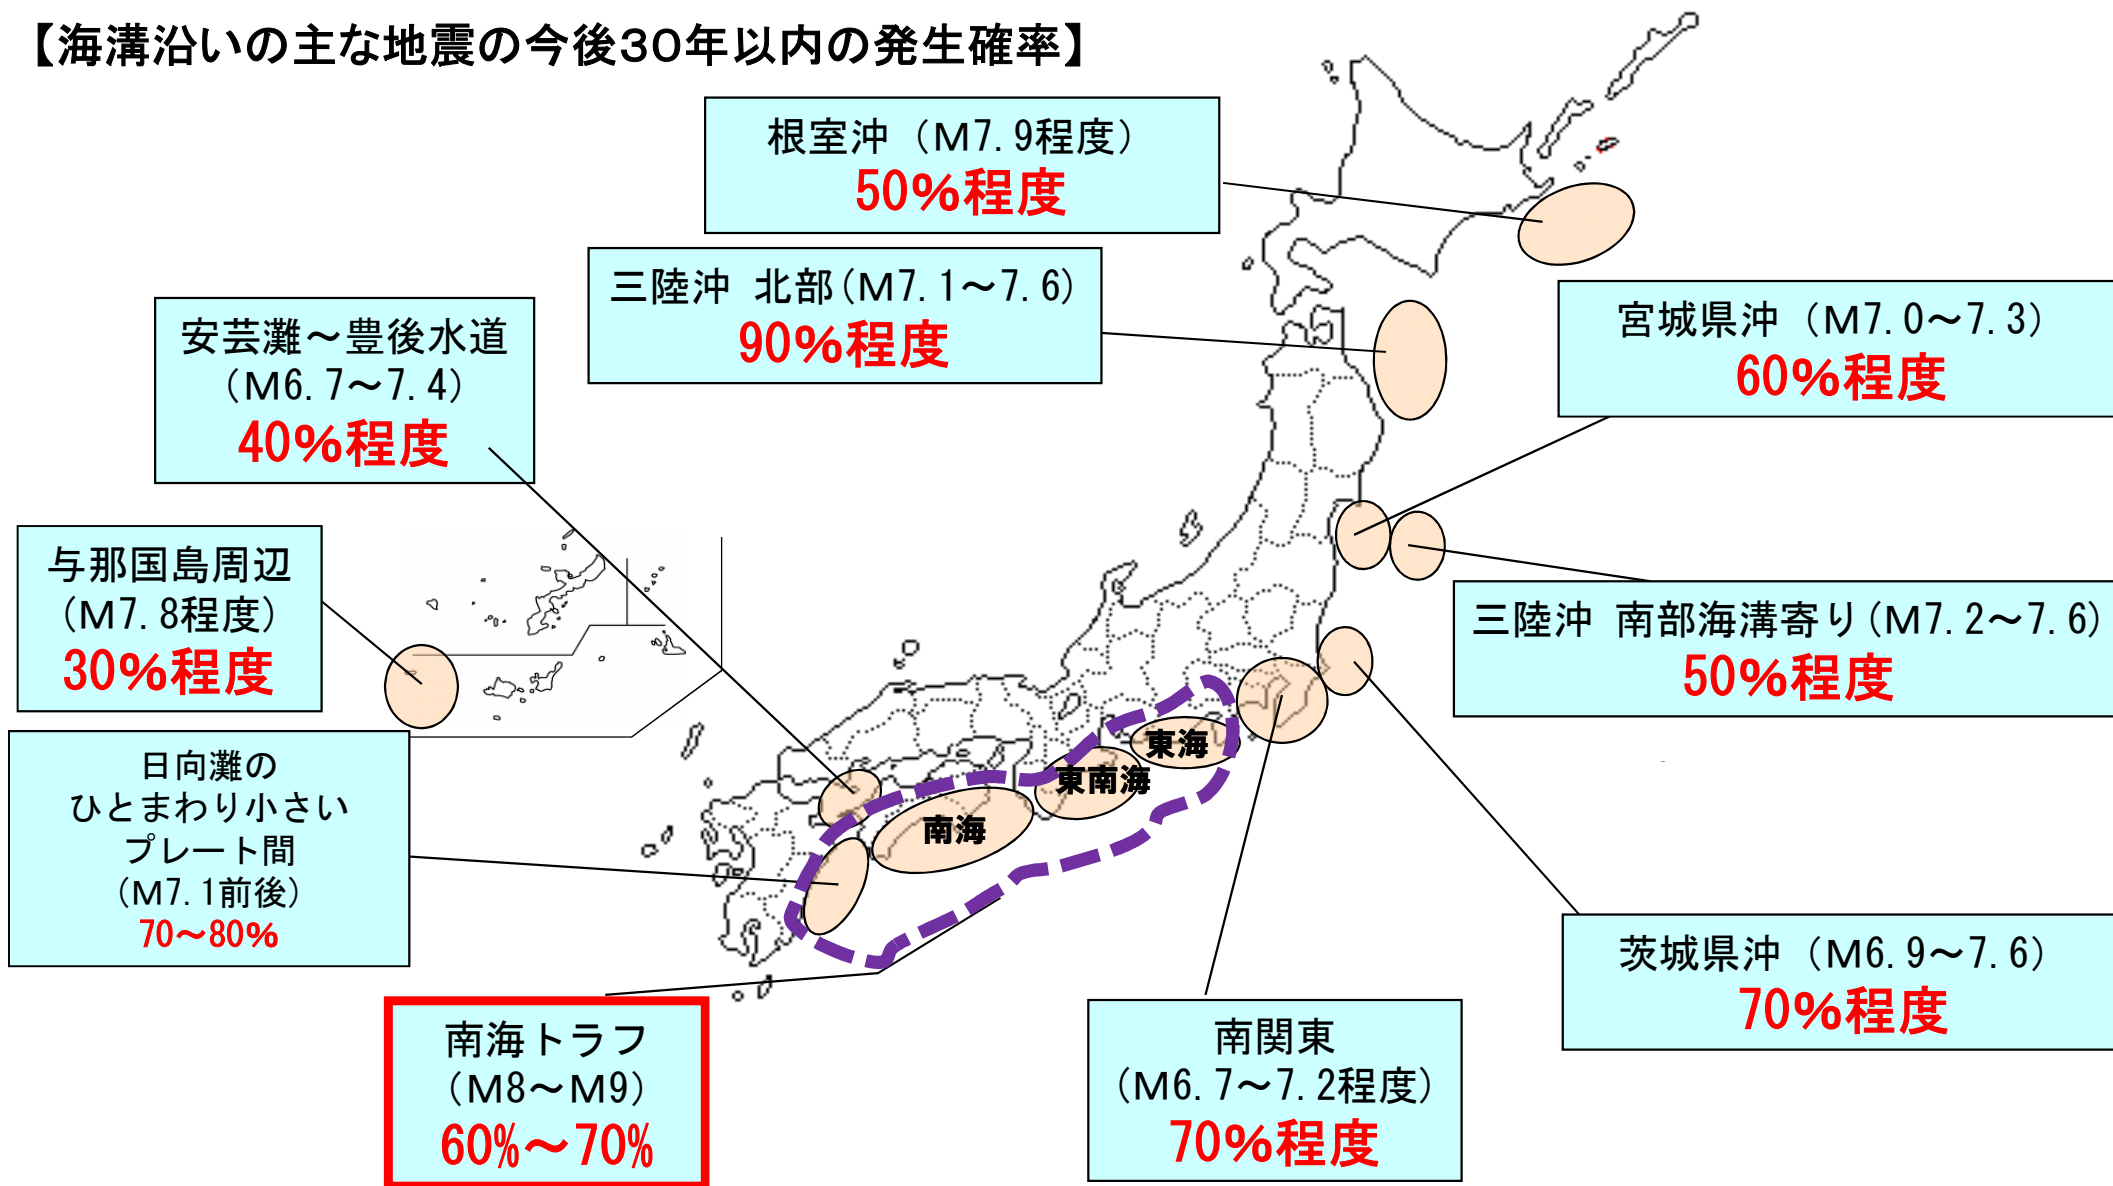 【海溝沿いの主な地震の今後30年以内の発生確率】
根室沖（M7.9程度）
50%程度
三陸沖 北部(M7.1～7.6)
90%程度
宮城県沖（M7.0～7.3）
60%程度
安芸灘～豊後水道
（M6.7～7.4）
40%程度
与那国島周辺
（M7.8程度）
30%程度
三陸沖 南部海溝寄り(M7.2～7.6)
50%程度
東海
東南海
南海
日向灘の
ひとまわり小さい
プレート間
（M7.1前後）
70～80%
茨城県沖（M6.9～7.6）
70%程度
南海トラフ
（M8～M9）
60%～70%
南関東
（M6.7～7.2程度）
70%程度